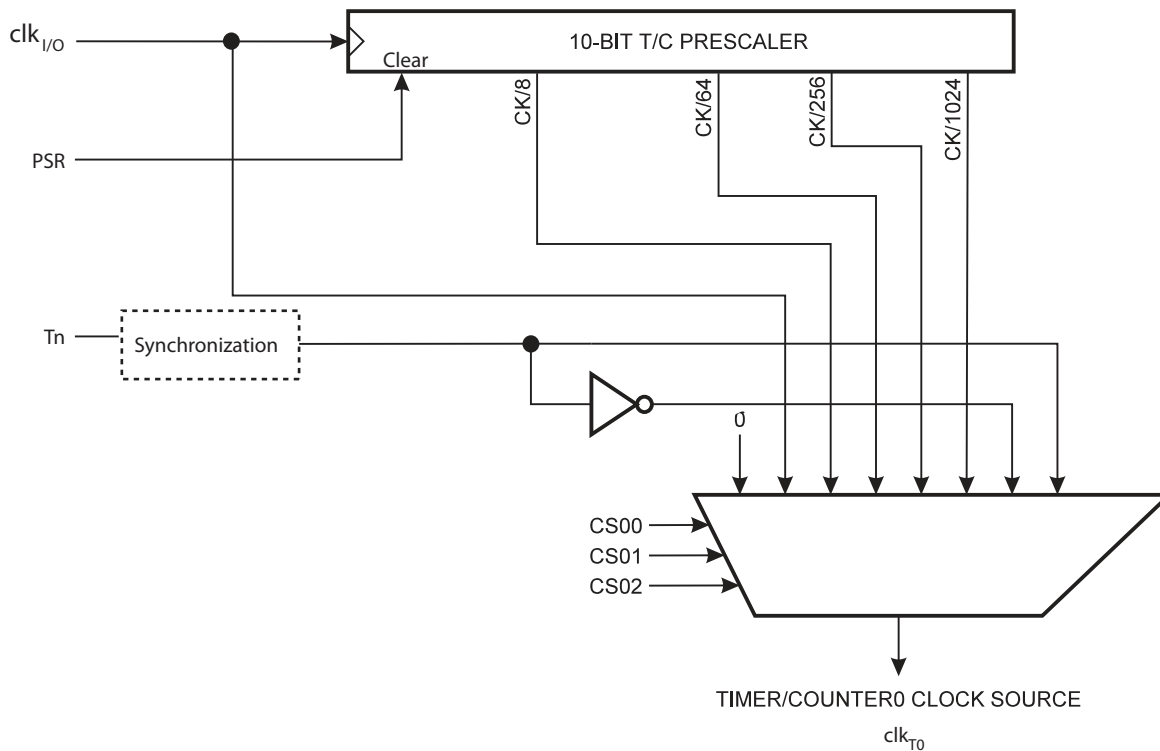 clk I/O
10-BIT T/C PRESCALER
Clear
CK/8
CK/64
CK/256
CK/1024
PSR
Tn
Synchronization
0
CS00
CS01
CS02
TIMER/COUNTER0 CLOCK SOURCE
clk T0